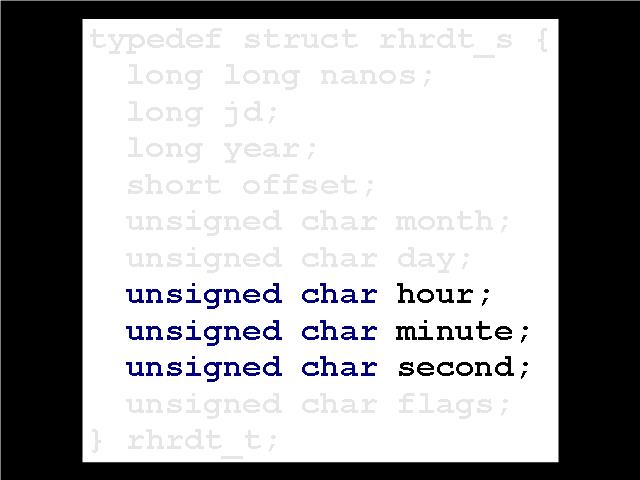 typedef struct rhrdt_s {
long long nanos;
long jd;
long year;
short offset;
unsigned char month;
unsigned char day;
unsigned char hour;
unsigned char minute;
unsigned char second;
unsigned char flags;
} rhrdt_t;